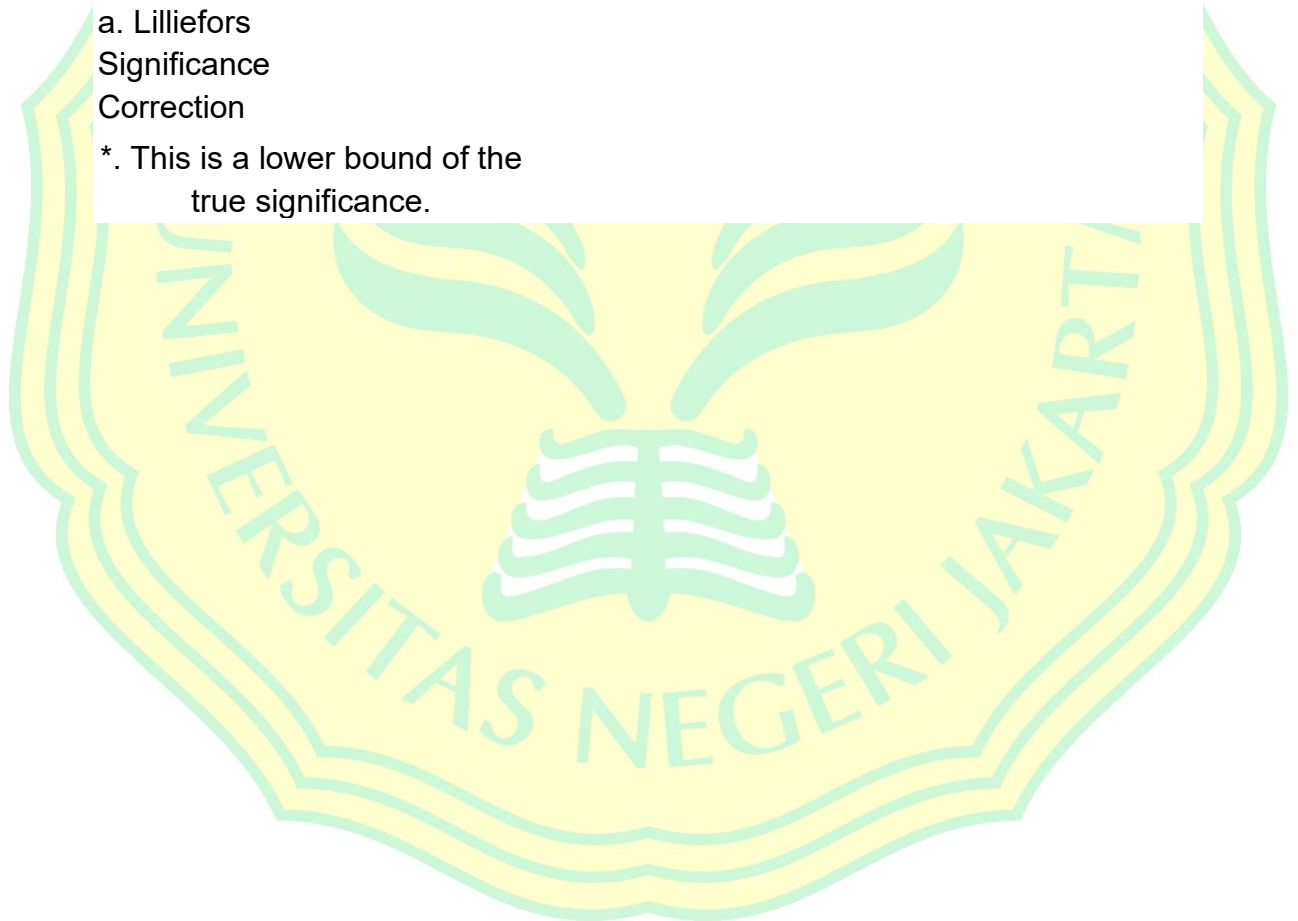 a. Lilliefors
Significance
Correction
*. This is a lower bound of the
true significance.
UNIVERSITAS NEGERI JAKARTA